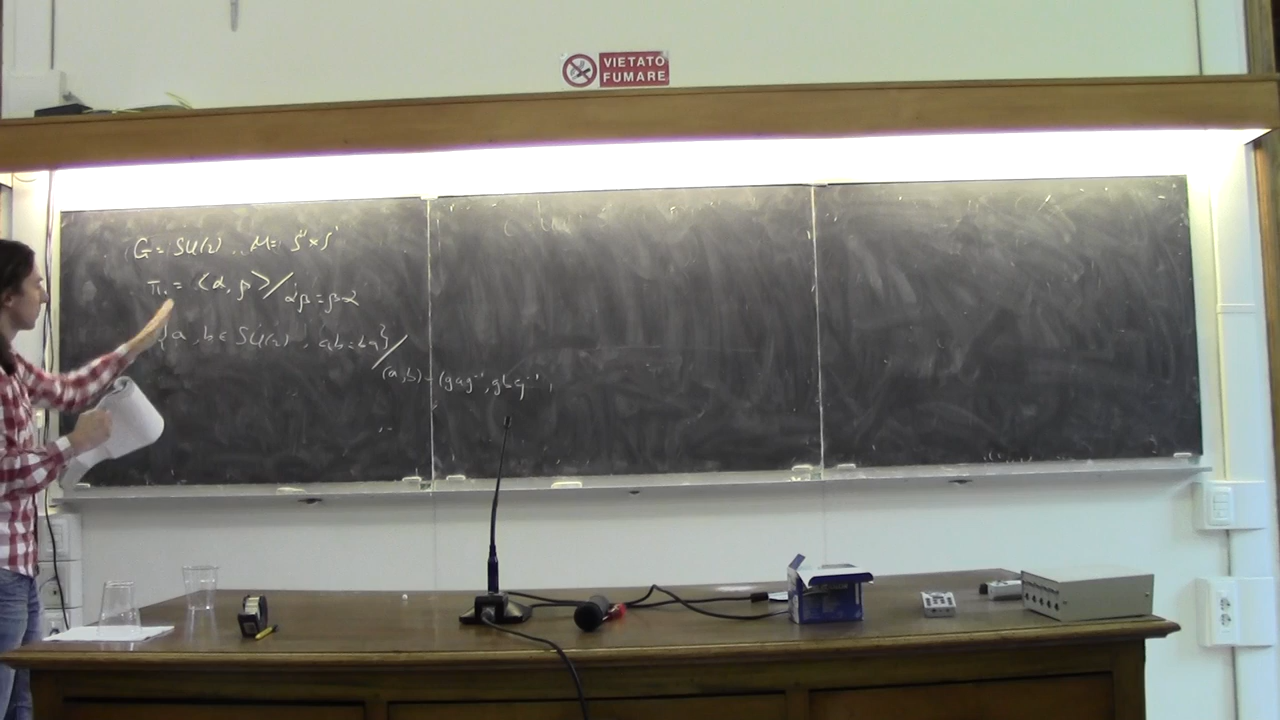 VIETATO
FUMARE
G = SU(2), M = S¹ × S¹
π₁ = <α, β> / αβ = βα
{a, b ∈ SU(2), ab = ba} /
(a, b) ~ (gag⁻¹, gbg⁻¹)